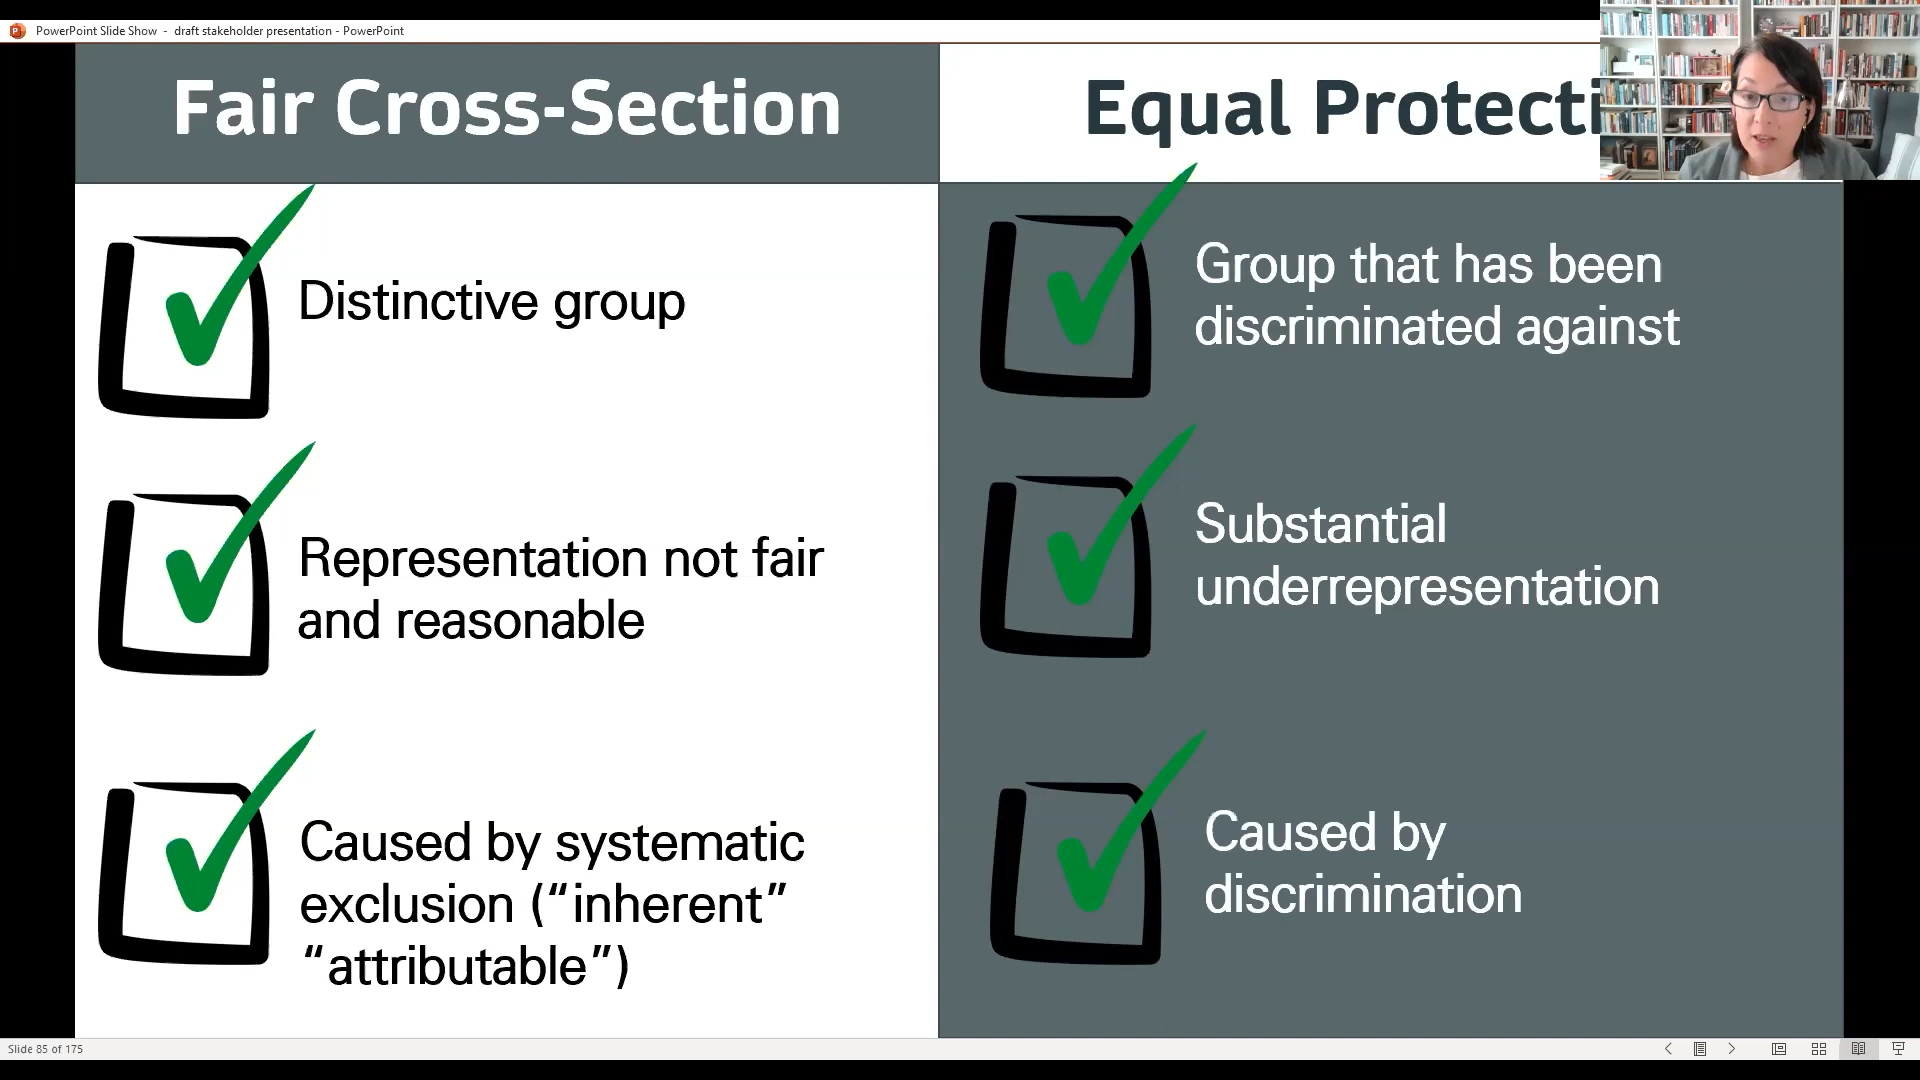 PowerPoint Slide Show - draft stakeholder presentation - PowerPoint
Fair Cross-Section
Equal Protecti
Distinctive group
Representation not fair
and reasonable
Caused by systematic
exclusion (“inherent”
“attributable”)
Group that has been
discriminated against
Substantial
underrepresentation
Caused by
discrimination
Slide 85 of 175